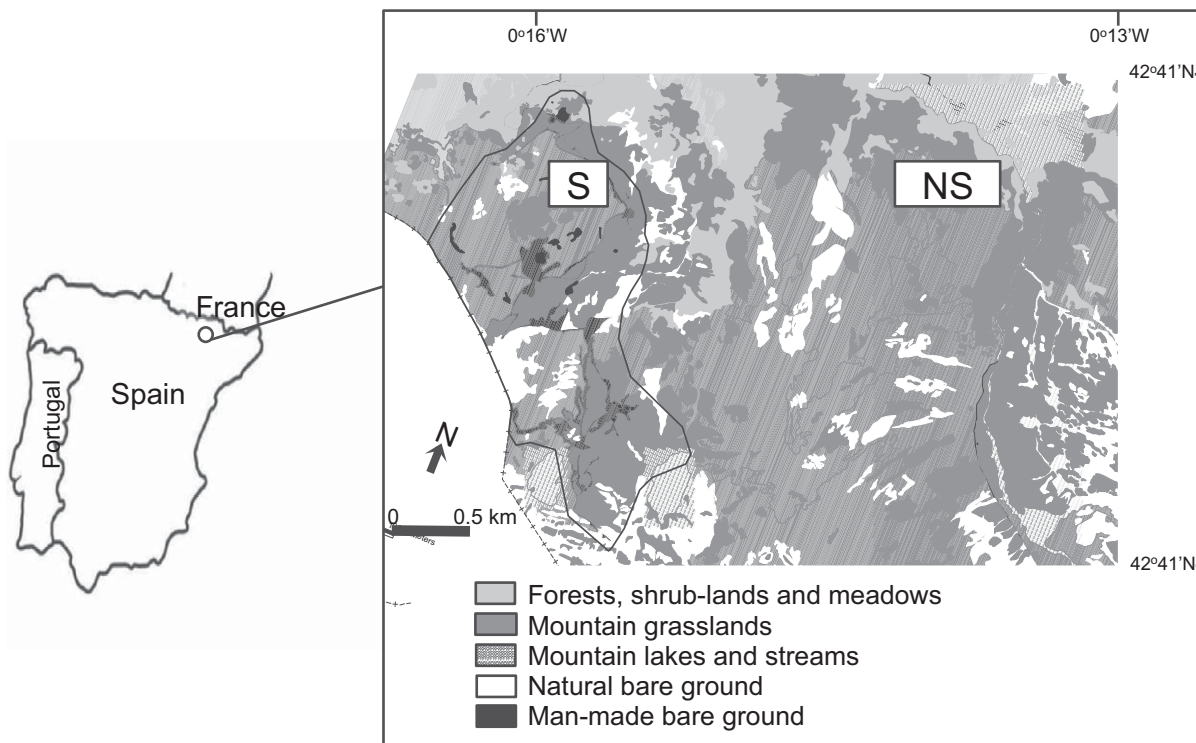 0°16'W
0°13'W
42°41'N
S
NS
France
Spain
Portugal
N
0
0.5 km
42°41'N
Forests, shrub-lands and meadows
Mountain grasslands
Mountain lakes and streams
Natural bare ground
Man-made bare ground